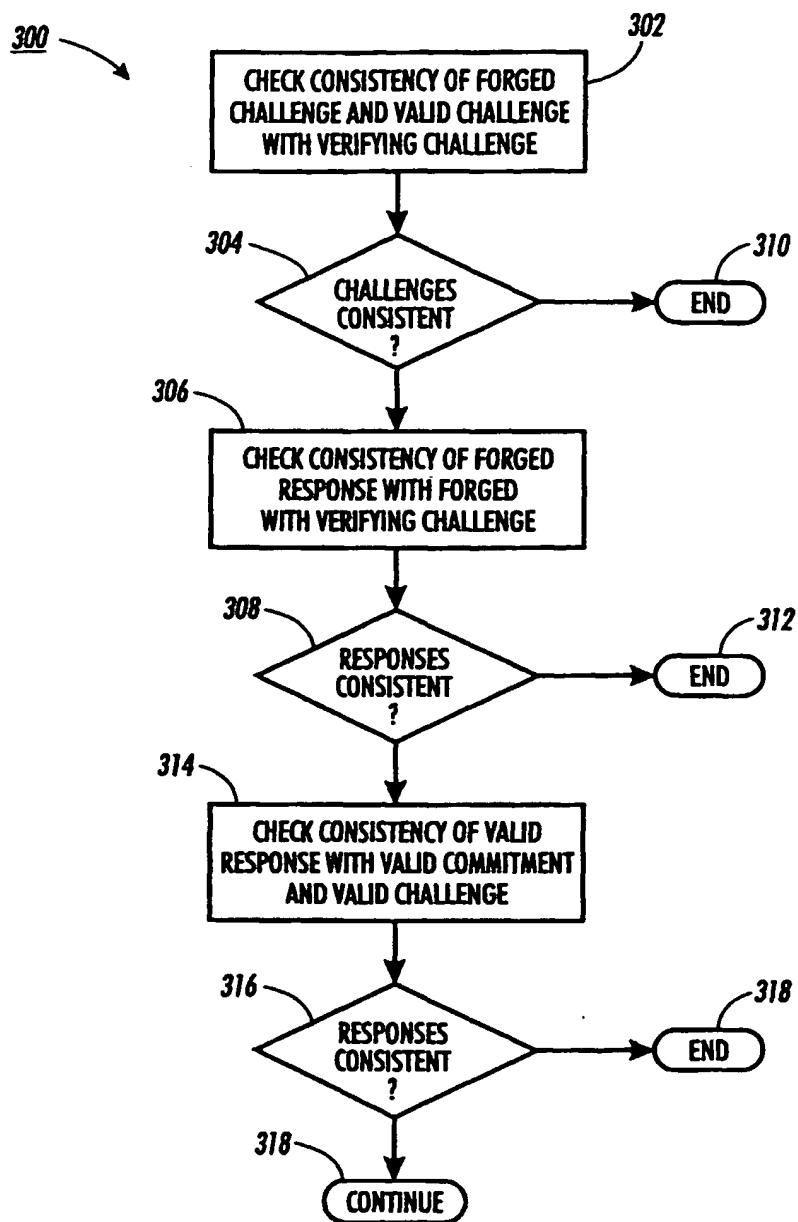 300
302
CHECK CONSISTENCY OF FORGED
CHALLENGE AND VALID CHALLENGE
WITH VERIFYING CHALLENGE
304
310
CHALLENGES
CONSISTENT
?
END
306
CHECK CONSISTENCY OF FORGED
RESPONSE WITH FORGED
WITH VERIFYING CHALLENGE
308
312
RESPONSES
CONSISTENT
?
END
314
CHECK CONSISTENCY OF VALID
RESPONSE WITH VALID COMMITMENT
AND VALID CHALLENGE
316
318
RESPONSES
CONSISTENT
?
END
318
CONTINUE